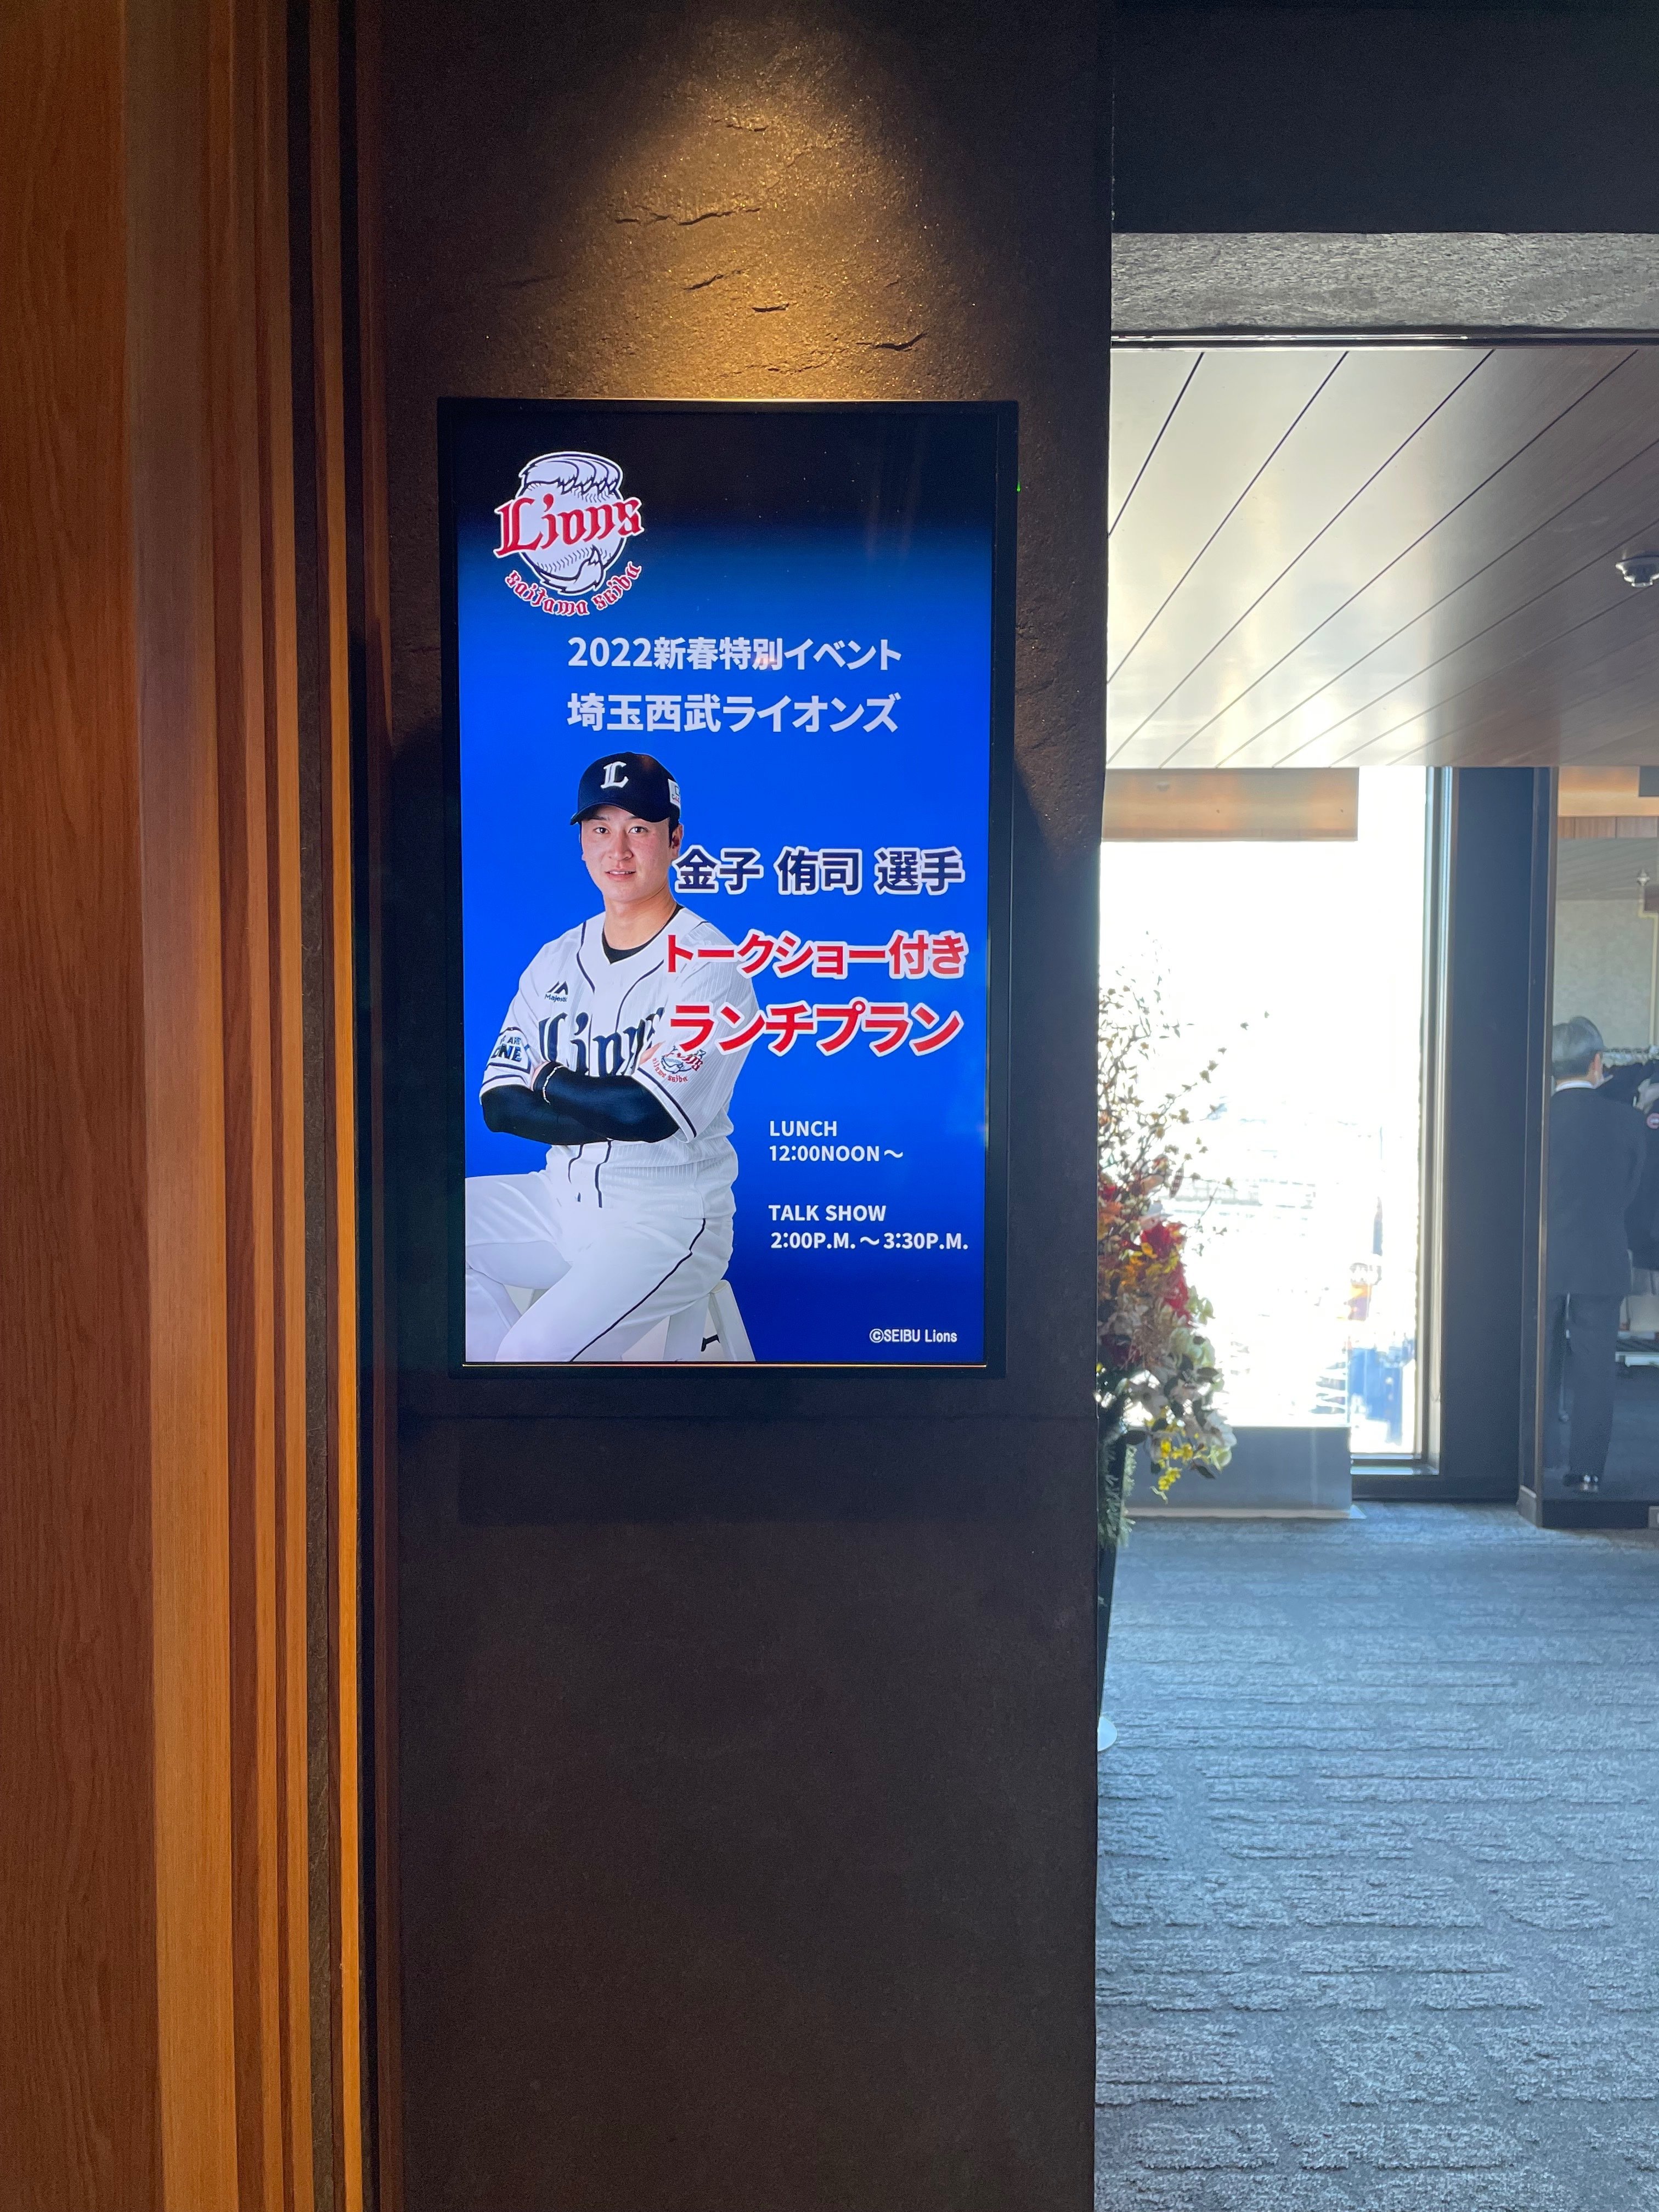 Lions
Saitama Seibu
2022新春特別イベント
埼玉西武ライオンズ
L
金子 侑司 選手
トークショー付き
ランチプラン
Majestic
Lions
LUNCH
12:00NOON～
TALK SHOW
2:00P.M.～3:30P.M.
©SEIBU Lions